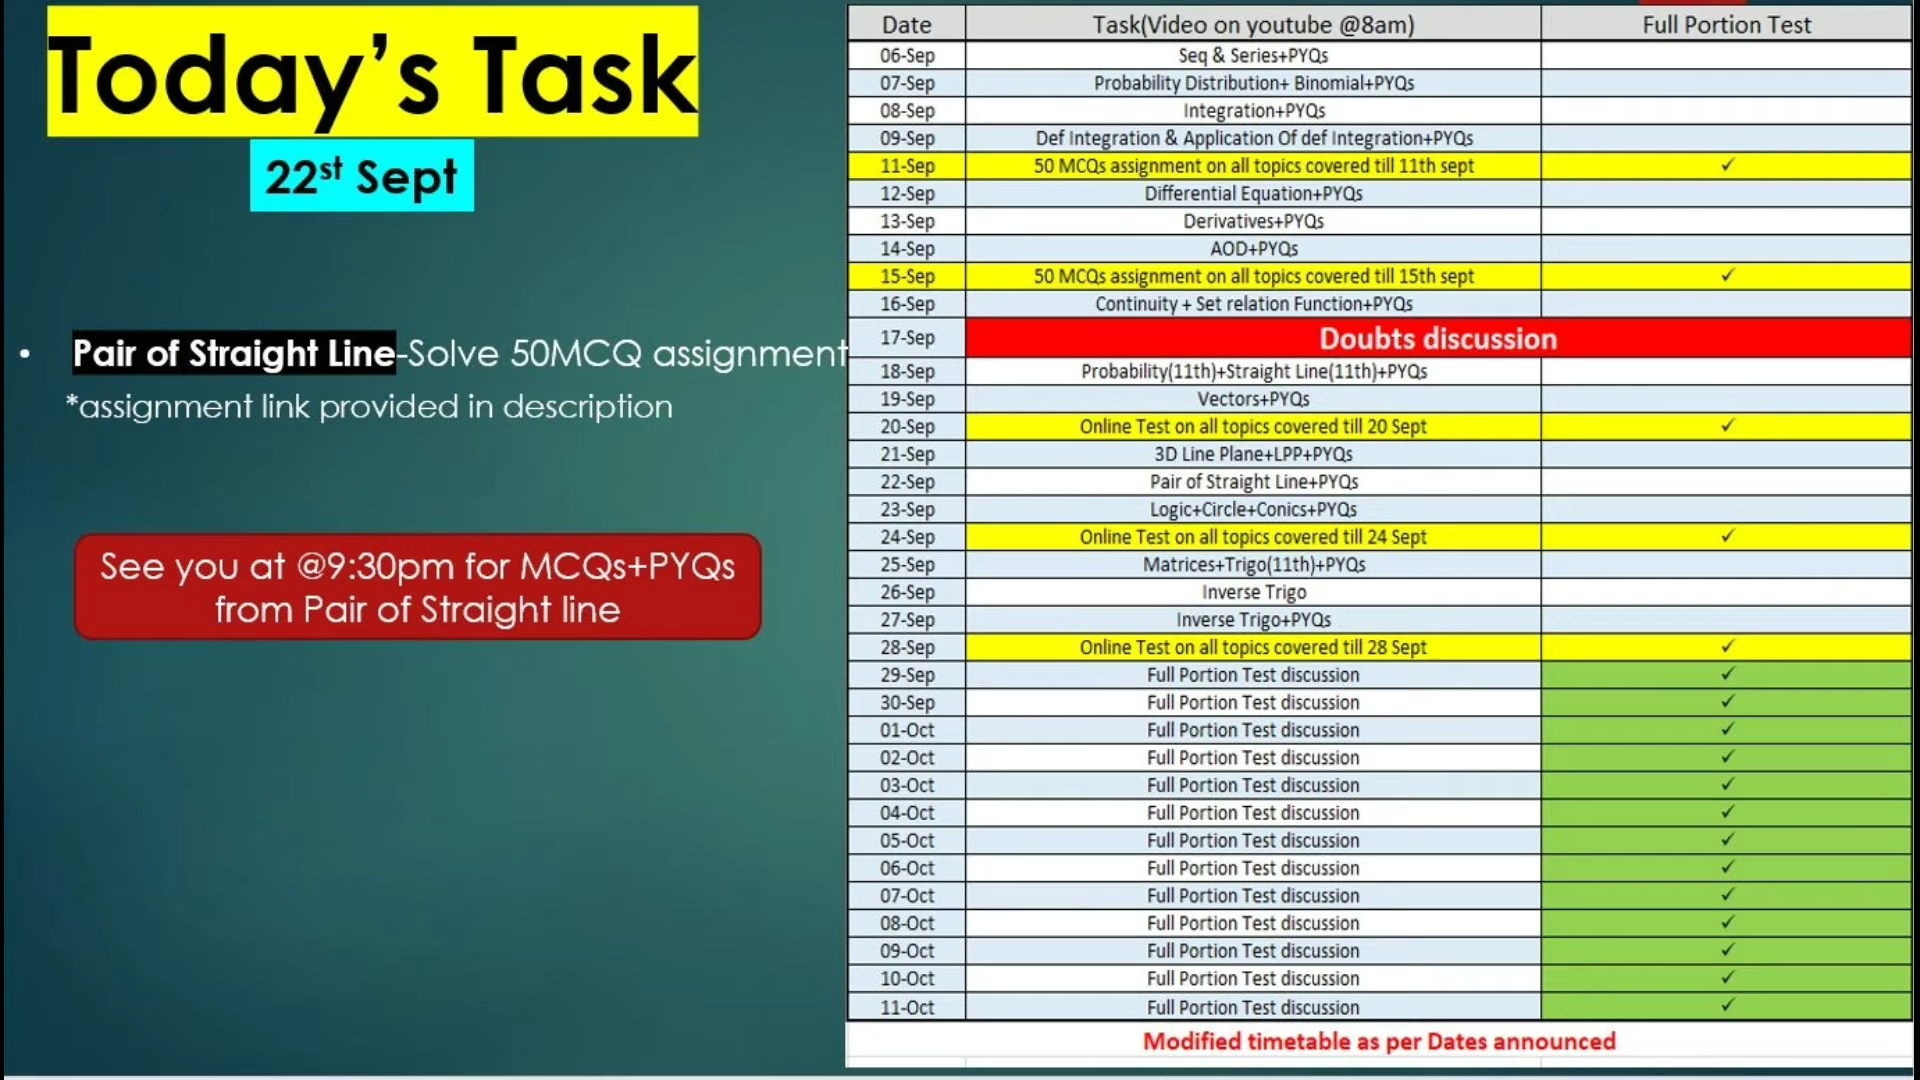 Today's Task
22st Sept
• Pair of Straight Line-Solve 50MCQ assignment
*assignment link provided in description
See you at @9:30pm for MCQs+PYQs
from Pair of Straight line
Date Task(Video on youtube @8am) Full Portion Test
06-Sep Seq & Series+PYQs
07-Sep Probability Distribution+ Binomial+PYQs
08-Sep Integration+PYQs
09-Sep Def Integration & Application Of def Integration+PYQs
11-Sep 50 MCQs assignment on all topics covered till 11th sept ✓
12-Sep Differential Equation+PYQs
13-Sep Derivatives+PYQs
14-Sep AOD+PYQs
15-Sep 50 MCQs assignment on all topics covered till 15th sept ✓
16-Sep Continuity + Set relation Function+PYQs
17-Sep Doubts discussion
18-Sep Probability(11th)+Straight Line(11th)+PYQs
19-Sep Vectors+PYQs
20-Sep Online Test on all topics covered till 20 Sept ✓
21-Sep 3D Line Plane+LPP+PYQs
22-Sep Pair of Straight Line+PYQs
23-Sep Logic+Circle+Conics+PYQs
24-Sep Online Test on all topics covered till 24 Sept ✓
25-Sep Matrices+Trigo(11th)+PYQs
26-Sep Inverse Trigo
27-Sep Inverse Trigo+PYQs
28-Sep Online Test on all topics covered till 28 Sept ✓
29-Sep Full Portion Test discussion ✓
30-Sep Full Portion Test discussion ✓
01-Oct Full Portion Test discussion ✓
02-Oct Full Portion Test discussion ✓
03-Oct Full Portion Test discussion ✓
04-Oct Full Portion Test discussion ✓
05-Oct Full Portion Test discussion ✓
06-Oct Full Portion Test discussion ✓
07-Oct Full Portion Test discussion ✓
08-Oct Full Portion Test discussion ✓
09-Oct Full Portion Test discussion ✓
10-Oct Full Portion Test discussion ✓
11-Oct Full Portion Test discussion ✓
Modified timetable as per Dates announced